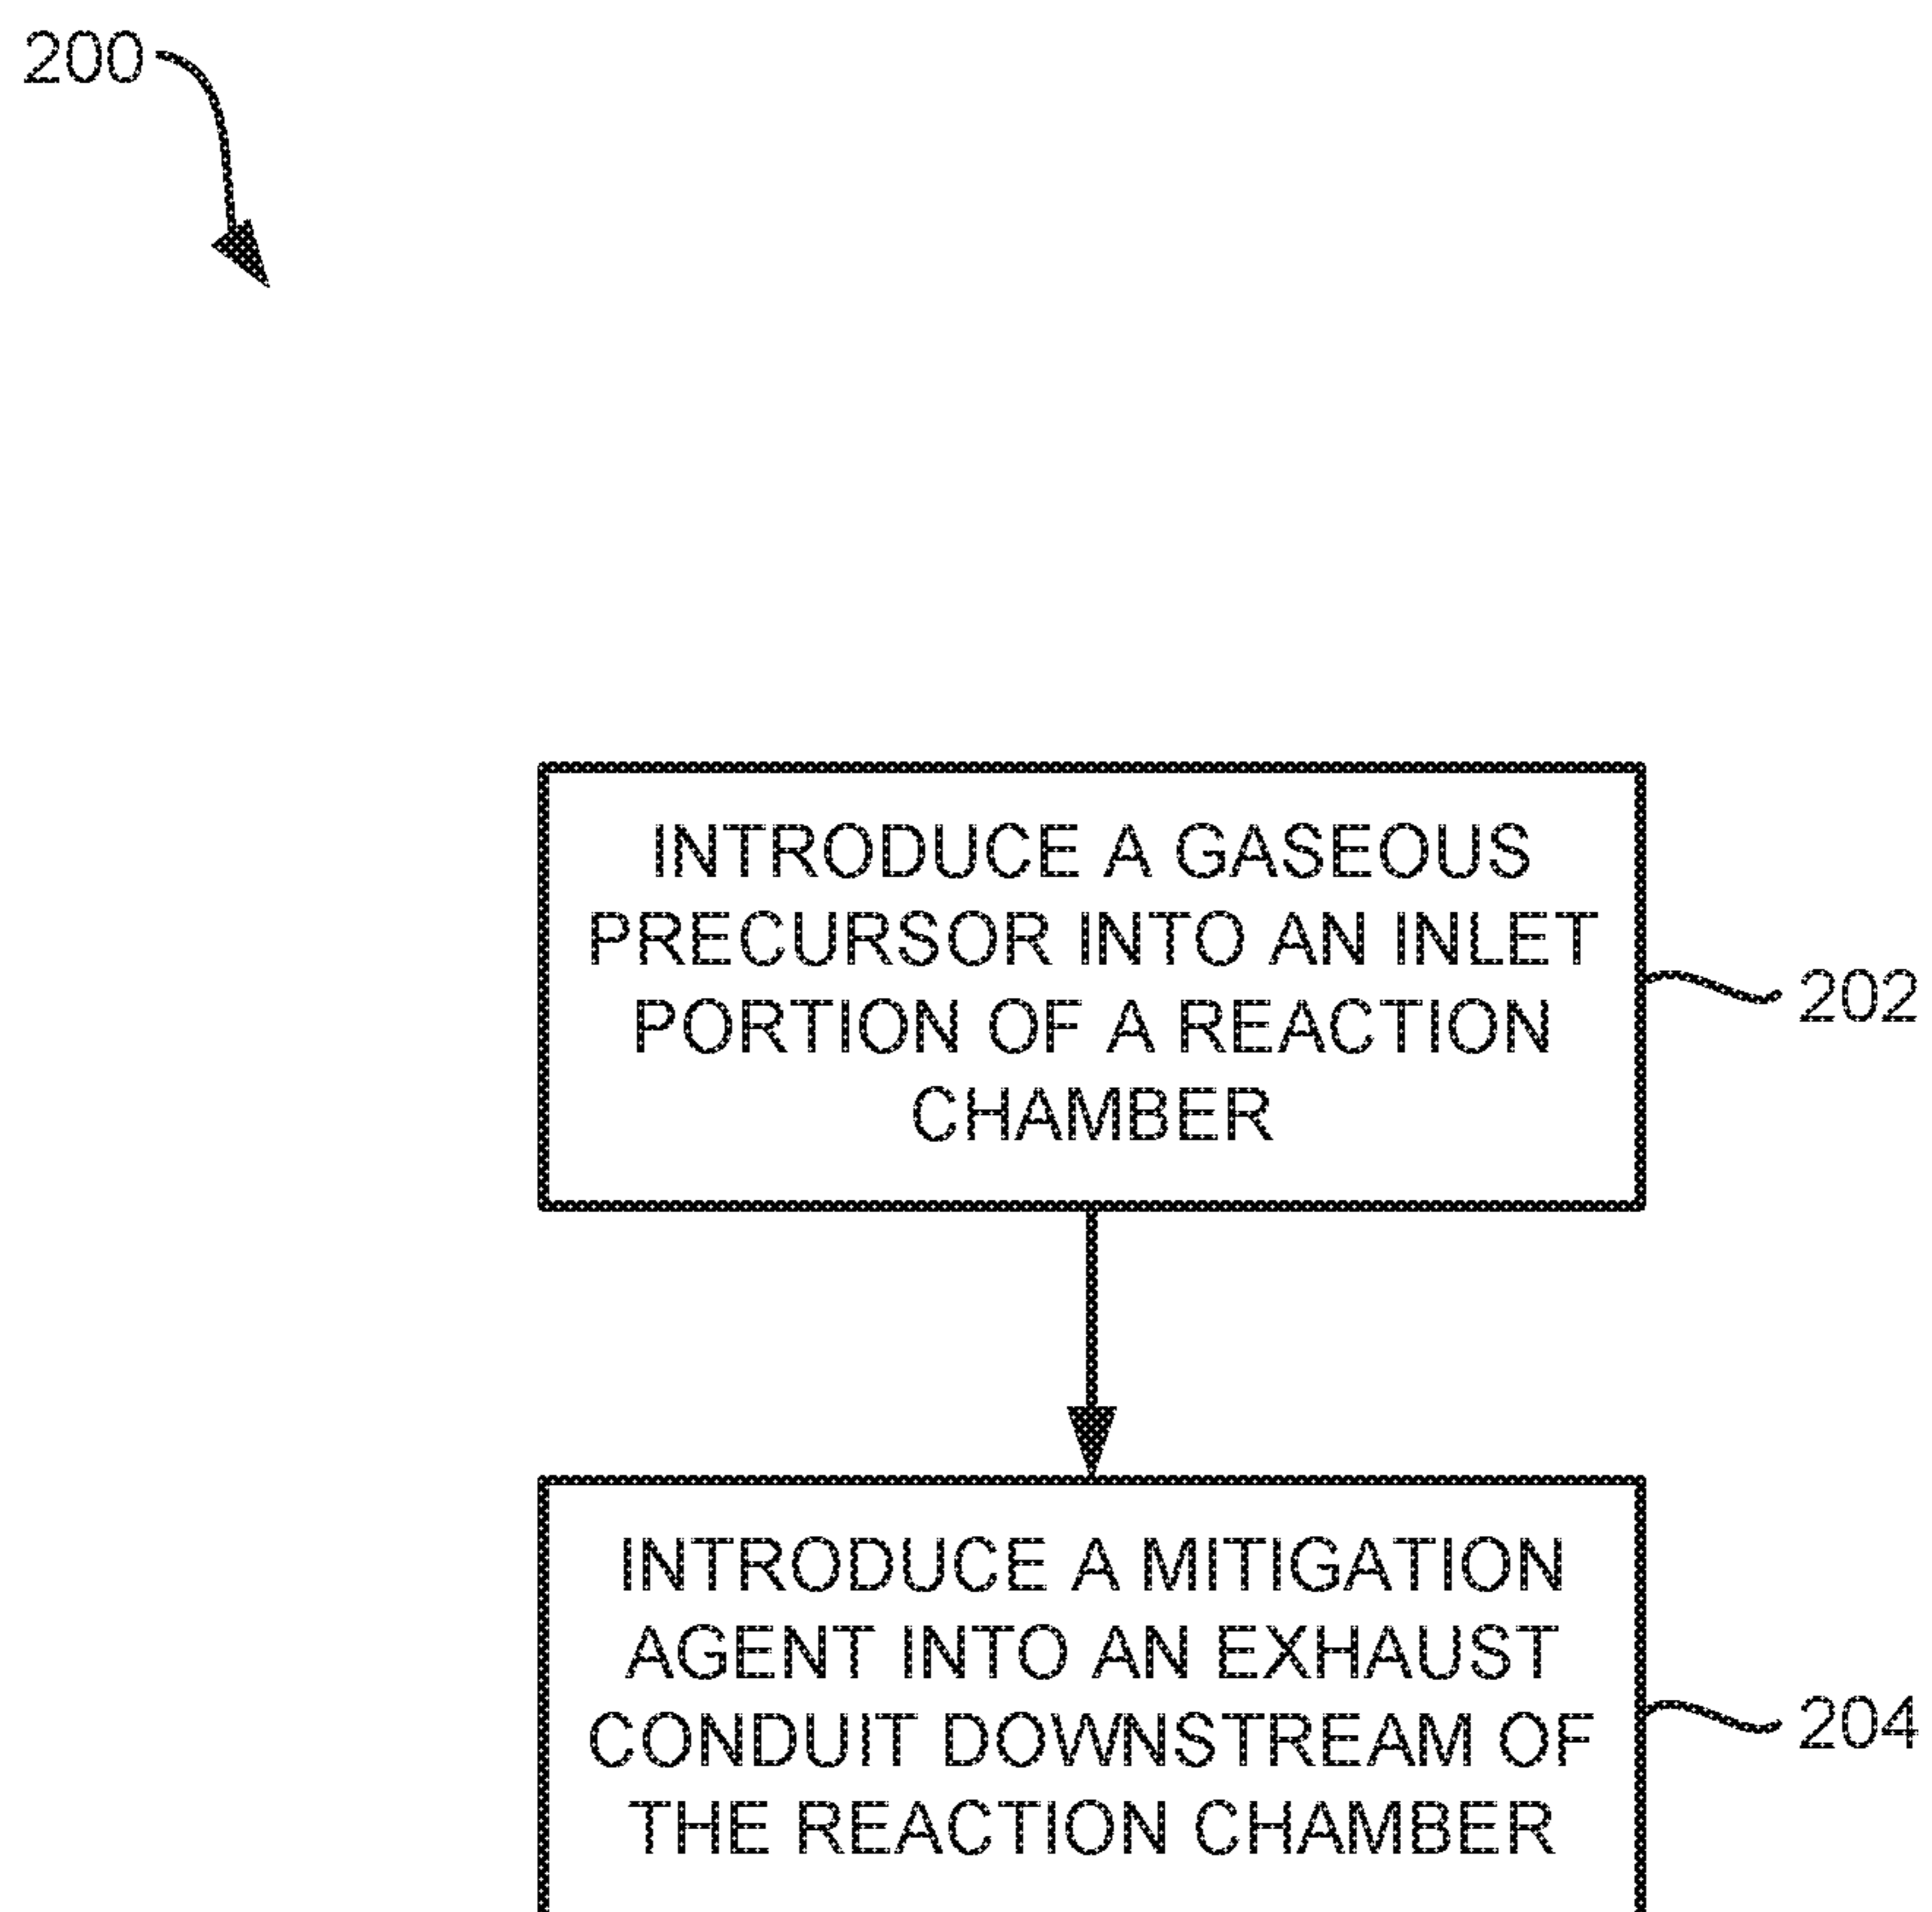 200
INTRODUCE A GASEOUS
PRECURSOR INTO AN INLET
PORTION OF A REACTION
CHAMBER
202
INTRODUCE A MITIGATION
AGENT INTO AN EXHAUST
CONDUIT DOWNSTREAM OF
THE REACTION CHAMBER
204